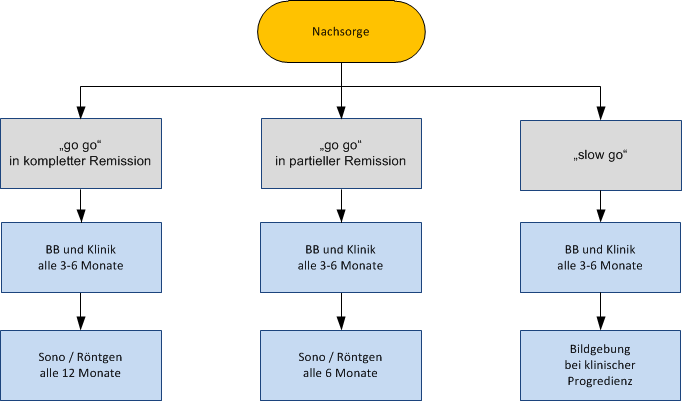 Nachsorge
„go go“
in kompletter Remission
„go go“
in partieller Remission
„slow go“
BB und Klinik
alle 3-6 Monate
BB und Klinik
alle 3-6 Monate
BB und Klinik
alle 3-6 Monate
Sono / Röntgen
alle 12 Monate
Sono / Röntgen
alle 6 Monate
Bildgebung
bei klinischer
Progredienz